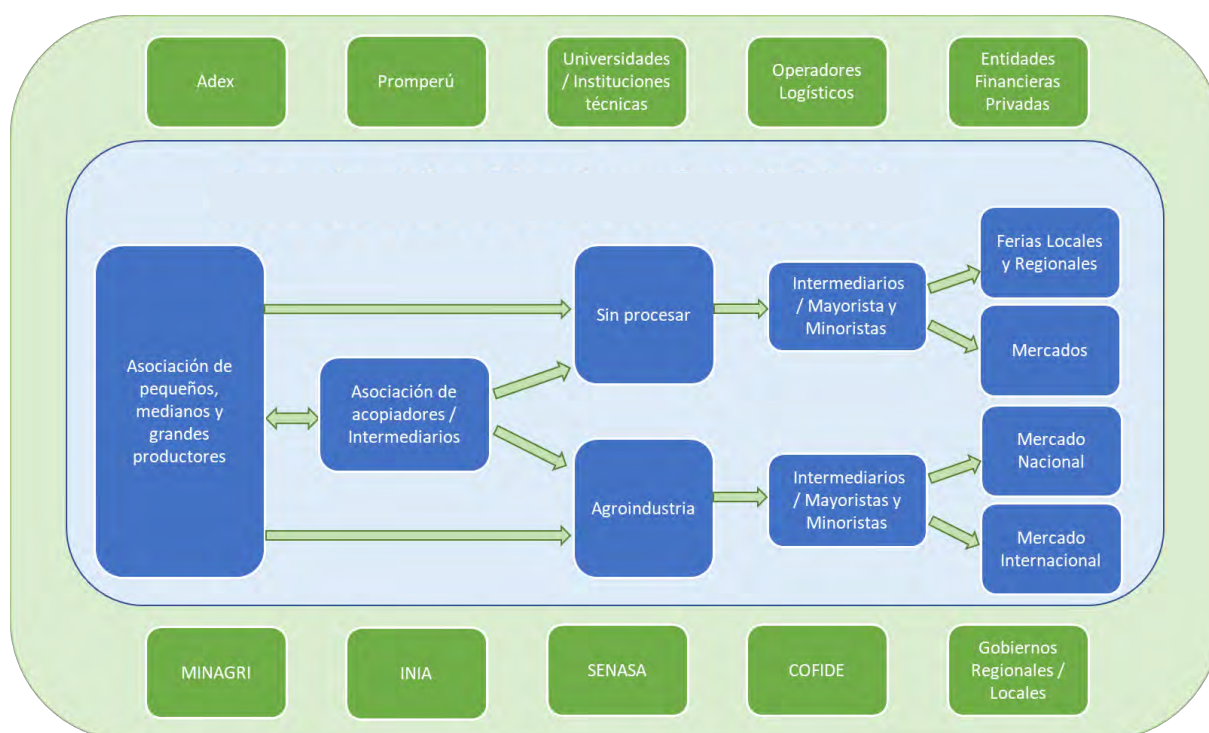 Adex
Promperú
Universidades
/ Instituciones
técnicas
Operadores
Logísticos
Entidades
Financieras
Privadas
Asociación de
pequeños,
medianos y
grandes
productores
Asociación de
acopiadores /
Intermediarios
Sin procesar
Agroindustria
Intermediarios
/ Mayorista y
Minoristas
Intermediarios
/ Mayoristas y
Minoristas
Ferias Locales
y Regionales
Mercados
Mercado
Nacional
Mercado
Internacional
MINAGRI
INIA
SENASA
COFIDE
Gobiernos
Regionales /
Locales